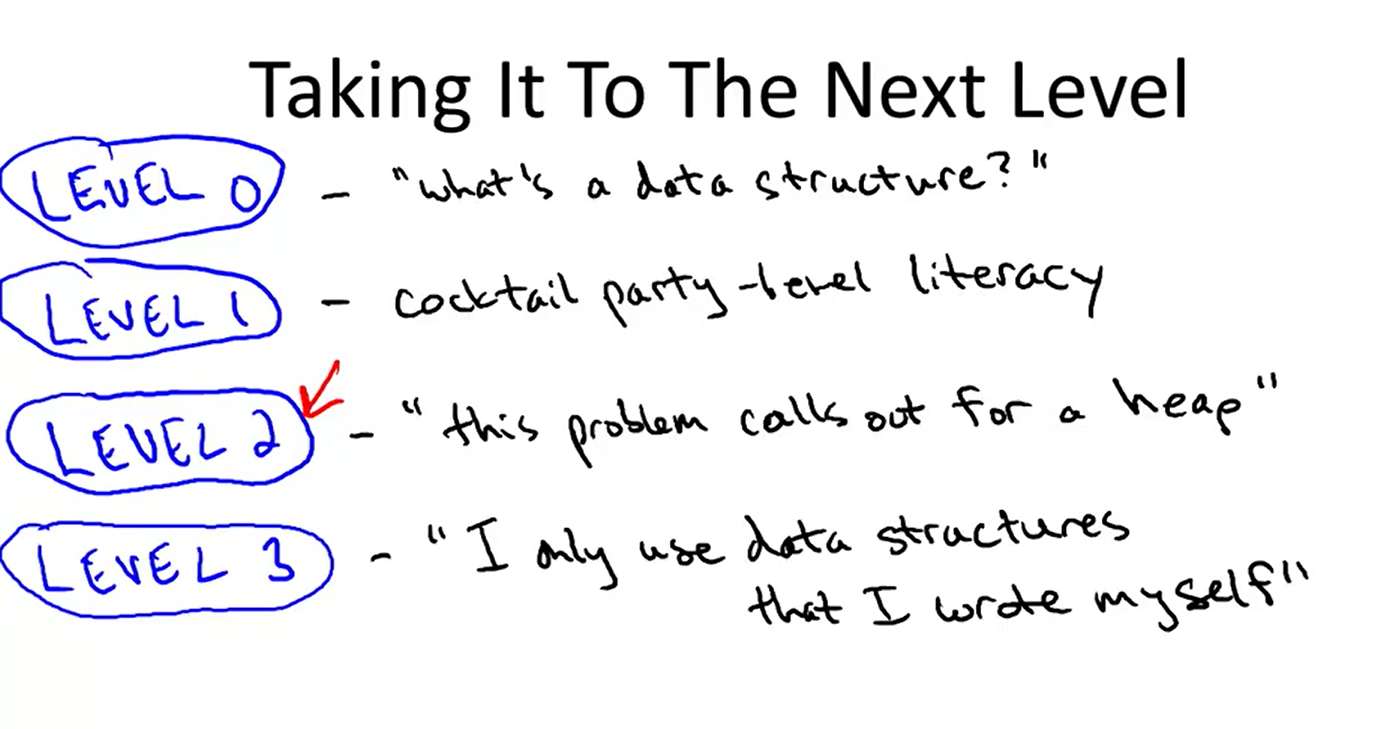 Taking It To The Next Level
LEVEL 0 - "what's a data structure?"
LEVEL 1 - cocktail party-level literacy
LEVEL 2 - "this problem calls out for a heap"
LEVEL 3 - "I only use data structures
that I wrote myself"